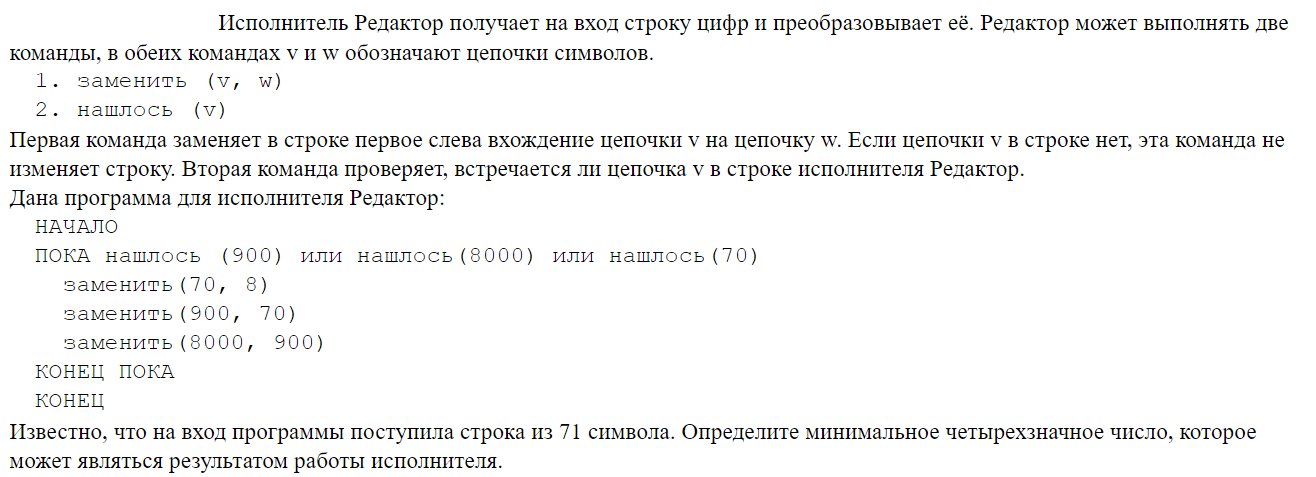 Исполнитель Редактор получает на вход строку цифр и преобразовывает её. Редактор может выполнять две
команды, в обеих командах v и w обозначают цепочки символов.
1. заменить (v, w)
2. нашлось (v)
Первая команда заменяет в строке первое слева вхождение цепочки v на цепочку w. Если цепочки v в строке нет, эта команда не
изменяет строку. Вторая команда проверяет, встречается ли цепочка v в строке исполнителя Редактор.
Дана программа для исполнителя Редактор:
НАЧАЛО
ПОКА нашлось (900) или нашлось(8000) или нашлось(70)
заменить(70, 8)
заменить(900, 70)
заменить(8000, 900)
КОНЕЦ ПОКА
КОНЕЦ
Известно, что на вход программы поступила строка из 71 символа. Определите минимальное четырехзначное число, которое
может являться результатом работы исполнителя.